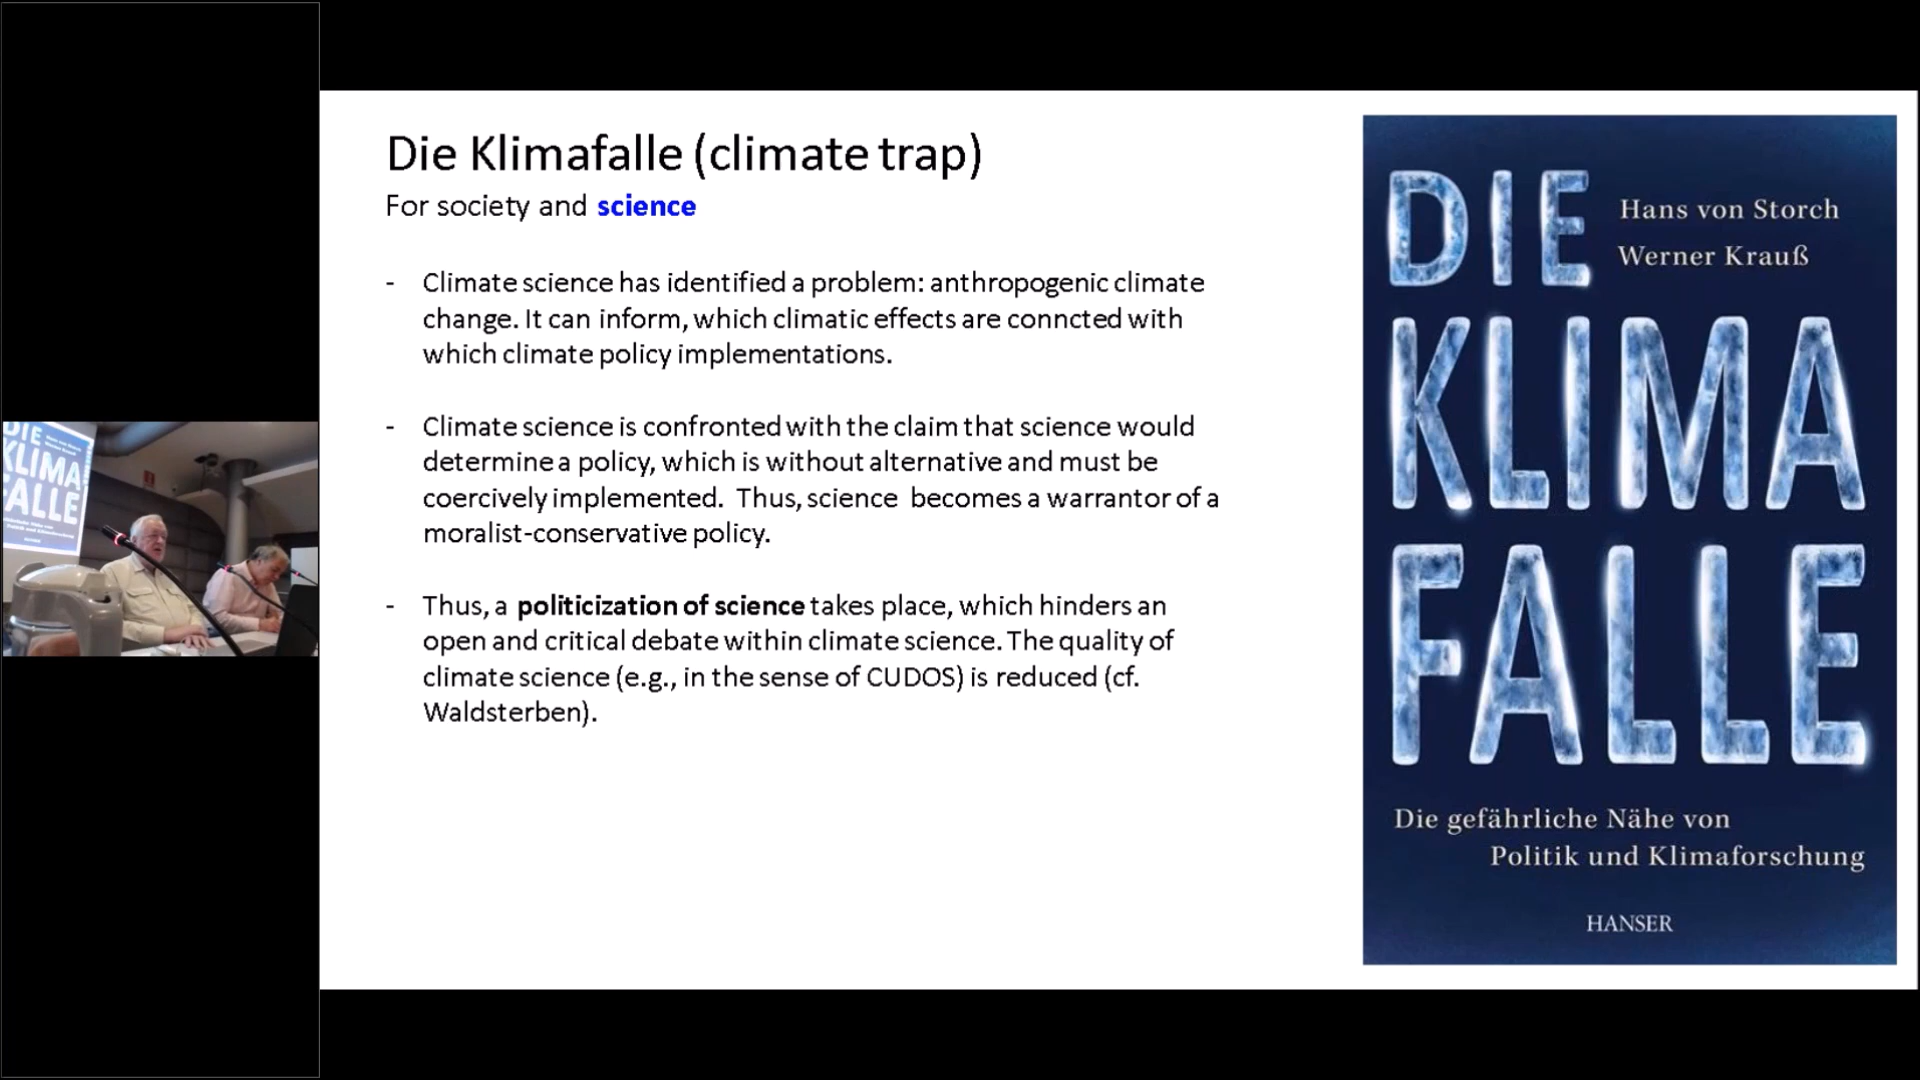 Die Klimafalle (climate trap)
For society and science
- Climate science has identified a problem: anthropogenic climate
change. It can inform, which climatic effects are conncted with
which climate policy implementations.
- Climate science is confronted with the claim that science would
determine a policy, which is without alternative and must be
coercively implemented. Thus, science becomes a warrantor of a
moralist-conservative policy.
- Thus, a politicization of science takes place, which hinders an
open and critical debate within climate science. The quality of
climate science (e.g., in the sense of CUDOS) is reduced (cf.
Waldsterben).
DIE
Hans von Storch
Werner Krauß
KLIMA
FALLE
Die gefährliche Nähe von
Politik und Klimaforschung
HANSER
DIE
KLIMA
FALLE